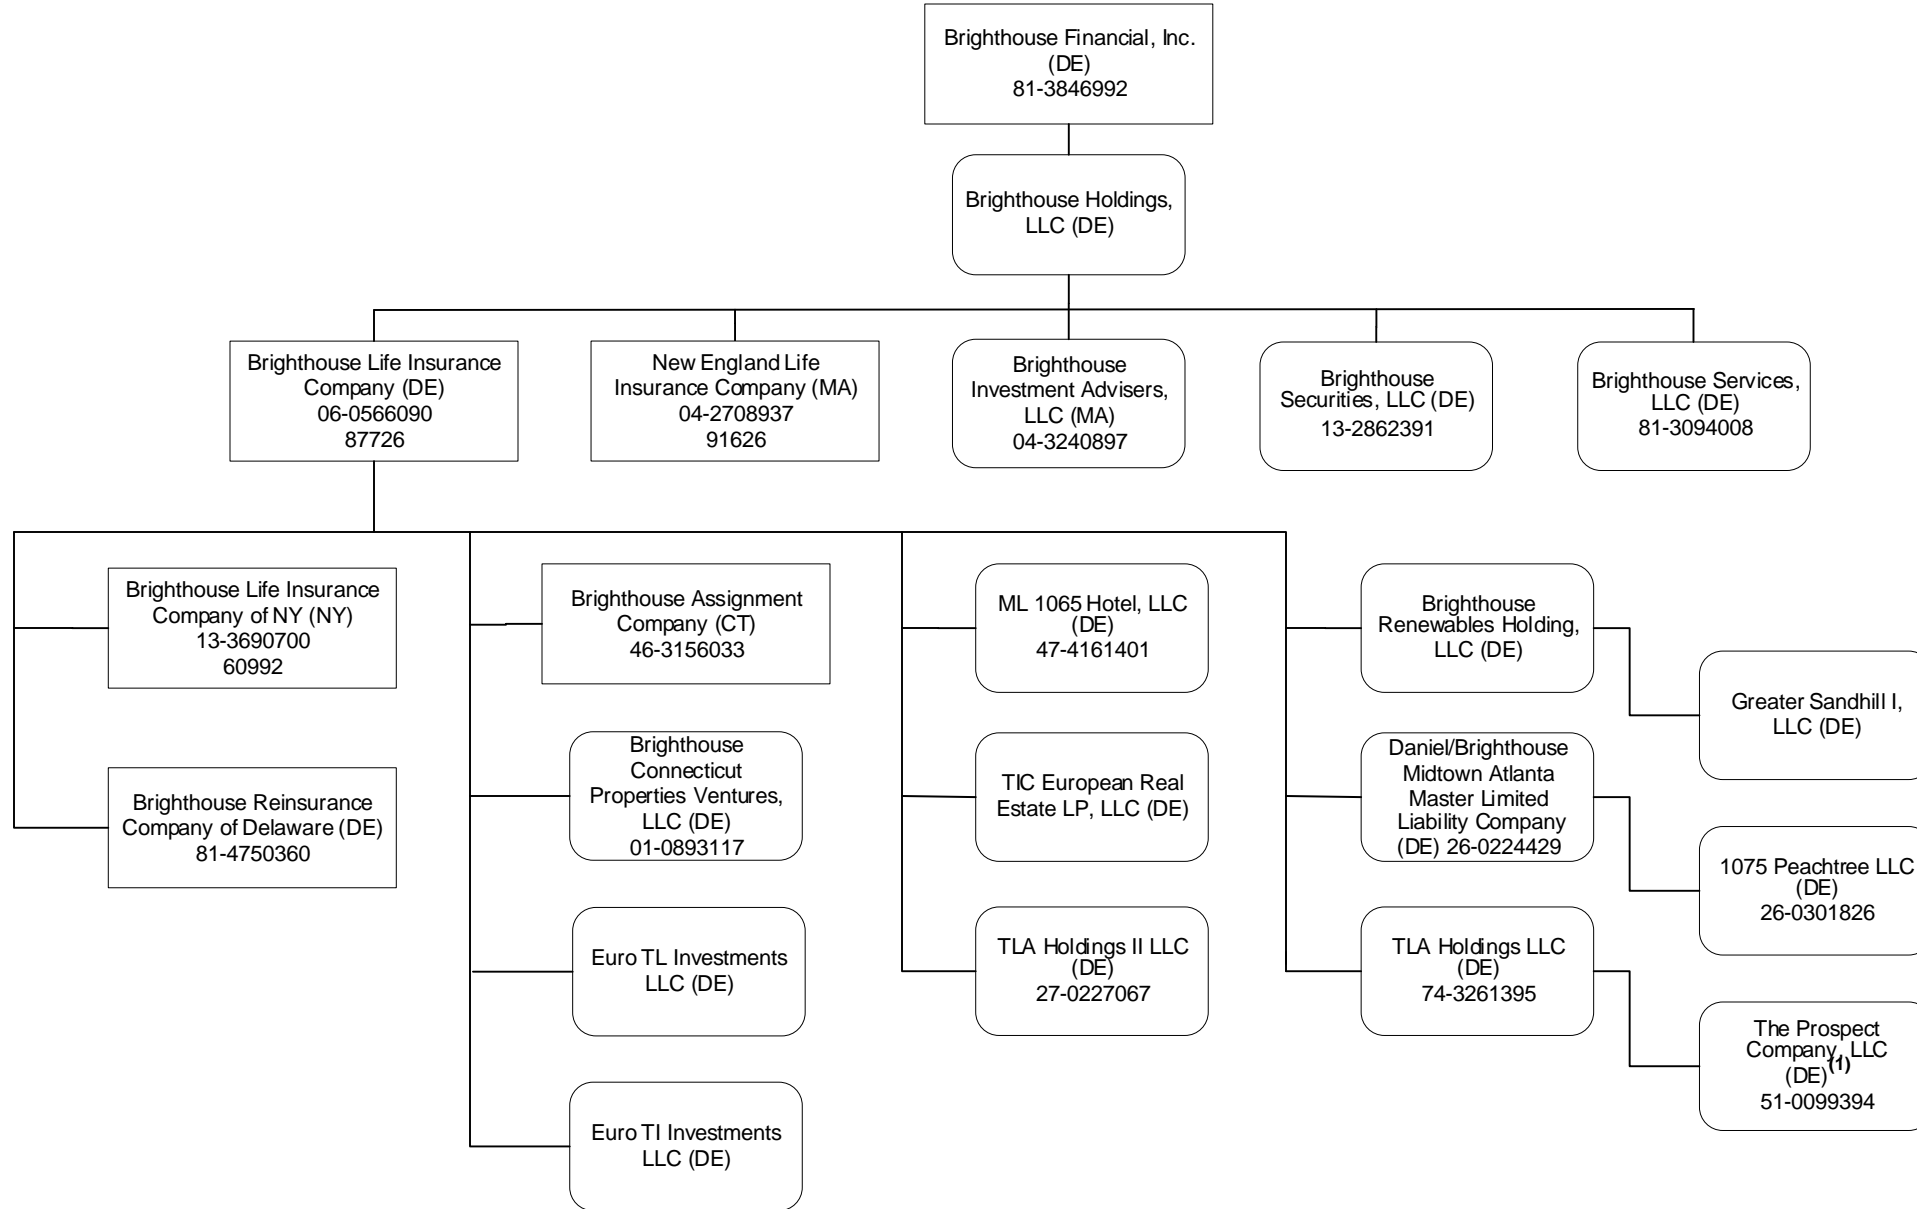 Brighthouse Financial, Inc.
(DE)
81-3846992
Brighthouse Holdings,
LLC (DE)
Brighthouse Life Insurance
Company (DE)
06-0566090
87726
New England Life
Insurance Company (MA)
04-2708937
91626
Brighthouse
Investment Advisers,
LLC (MA)
04-3240897
Brighthouse
Securities, LLC (DE)
13-2862391
Brighthouse Services,
LLC (DE)
81-3094008
Brighthouse Life Insurance
Company of NY (NY)
13-3690700
60992
Brighthouse Reinsurance
Company of Delaware (DE)
81-4750360
Brighthouse Assignment
Company (CT)
46-3156033
Brighthouse
Connecticut
Properties Ventures,
LLC (DE)
01-0893117
Euro TL Investments
LLC (DE)
Euro TI Investments
LLC (DE)
ML 1065 Hotel, LLC
(DE)
47-4161401
TIC European Real
Estate LP, LLC (DE)
TLA Holdings II LLC
(DE)
27-0227067
Brighthouse
Renewables Holding,
LLC (DE)
Daniel/Brighthouse
Midtown Atlanta
Master Limited
Liability Company
(DE) 26-0224429
TLA Holdings LLC
(DE)
74-3261395
Greater Sandhill I,
LLC (DE)
1075 Peachtree LLC
(DE)
26-0301826
The Prospect
Company, LLC
(DE)(1)
51-0099394